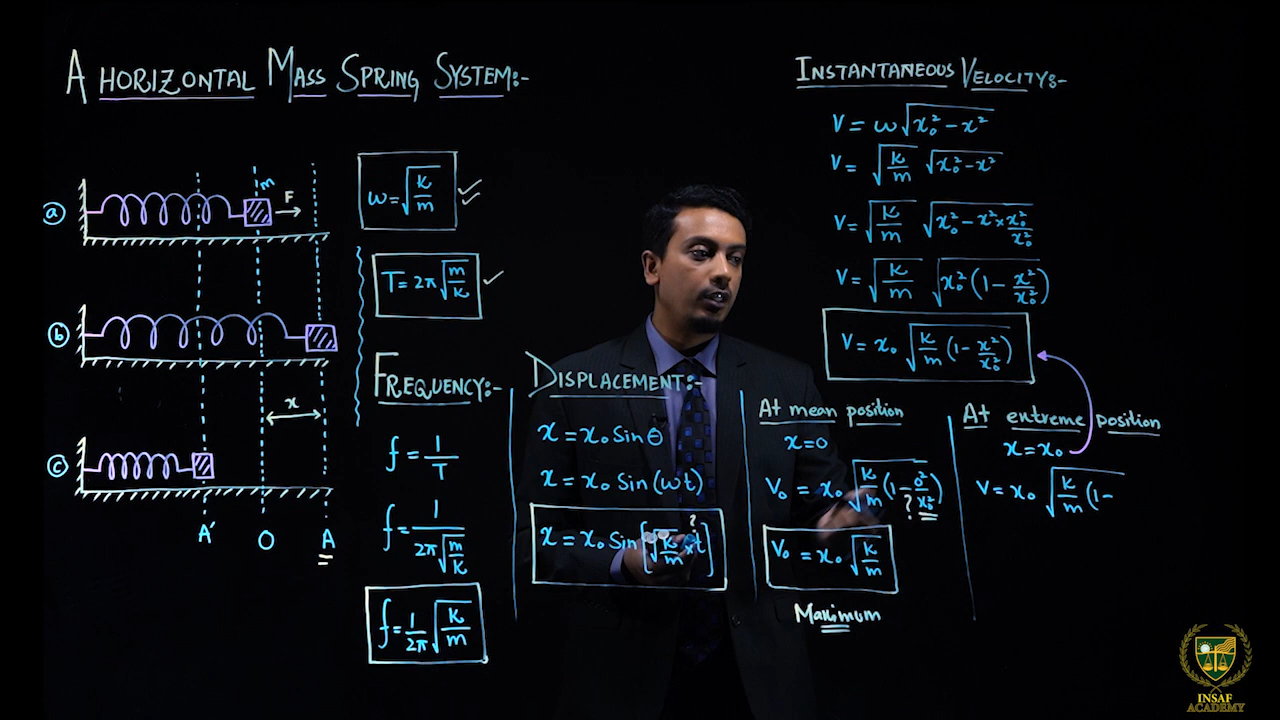 A HORIZONTAL MASS SPRING SYSTEM:-
a
m
F
b
x
c
A' O A
ω = √(k/m)
T = 2π√(m/k)
FREQUENCY:-
f = 1/T
f = 1/(2π√(m/k))
f = 1/2π √(k/m)
DISPLACEMENT:-
x = x₀ Sin θ
x = x₀ Sin (ωt)
?
x = x₀ Sin [√(k/m) × t]
INSTANTANEOUS VELOCITY:-
V = ω√(x₀² − x²)
V = √(k/m) √(x₀² − x²)
V = √(k/m) √(x₀² − x² × x₀²/x₀²)
V = √(k/m) √(x₀² (1 − x²/x₀²))
V = x₀ √(k/m (1 − x²/x₀²))
At mean position
x = 0
V₀ = x₀ √(k/m (1 − 0²/x₀²))
?
V₀ = x₀ √(k/m)
Maximum
At extreme position
x = x₀
V = x₀ √(k/m (1 −
INSAF
ACADEMY